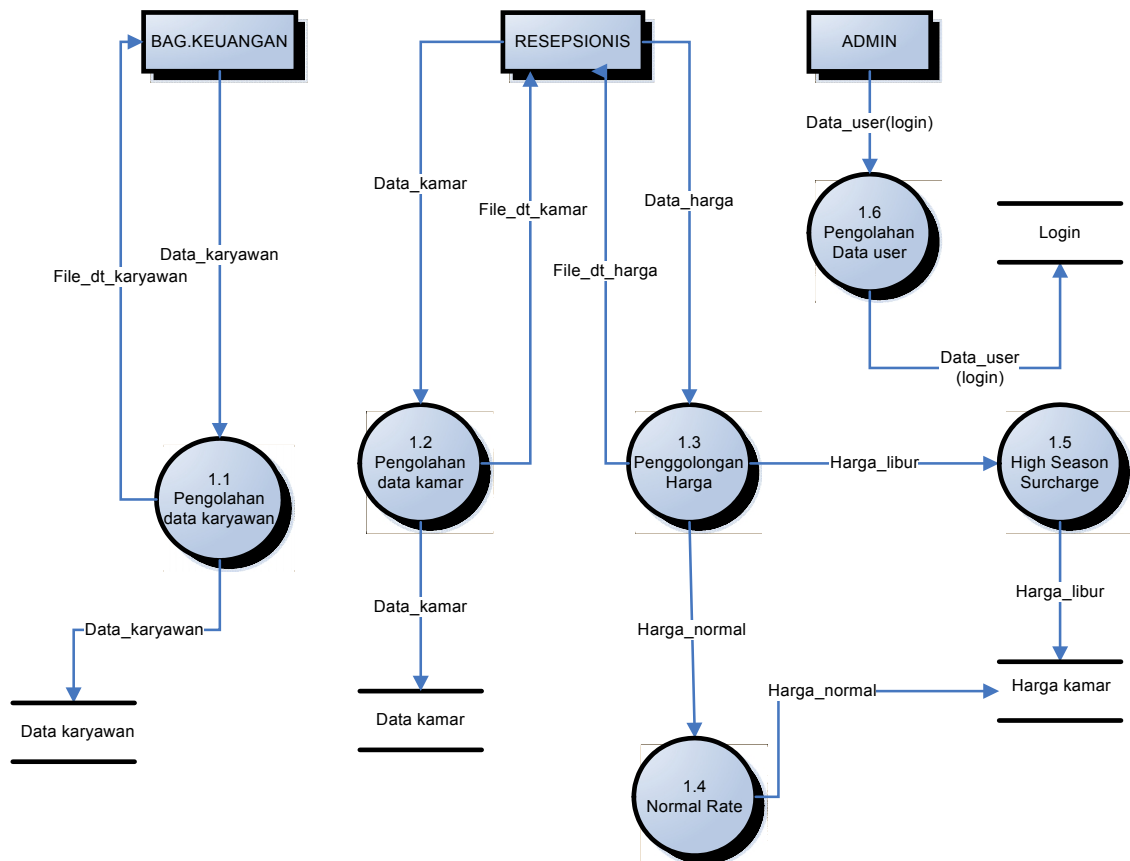 BAG.KEUANGAN
RESEPSIONIS
ADMIN
Data_user(login)
Data_kamar
File_dt_kamar
Data_harga
1.6
Pengolahan
Data user
Login
File_dt_karyawan
Data_karyawan
File_dt_harga
Data_user
(login)
1.1
Pengolahan
data karyawan
1.2
Pengolahan
data kamar
1.3
Penggolongan
Harga
Harga_libur
1.5
High Season
Surcharge
Data_karyawan
Data_kamar
Harga_normal
Harga_libur
Data karyawan
Data kamar
Harga_normal
Harga kamar
1.4
Normal Rate